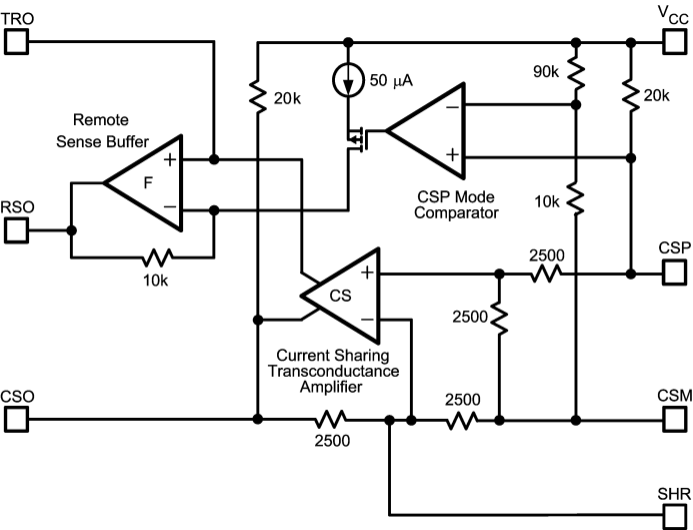 TRO
VCC
50 μA
90k
20k
20k
Remote
Sense Buffer
−
+
+
F
−
CSP Mode
Comparator
10k
RSO
10k
2500
CSP
+
CS
−
2500
Current Sharing
Transconductance
Amplifier
2500
CSO
CSM
2500
SHR